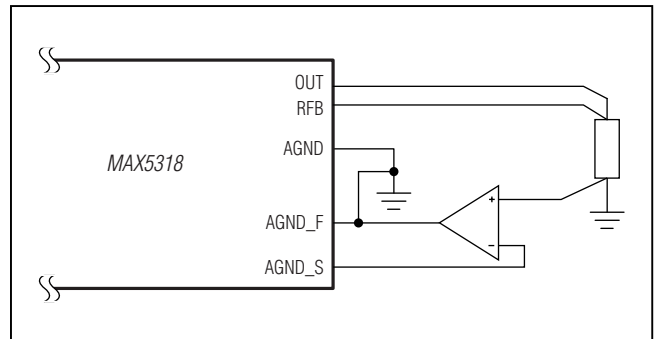 OUT
RFB
AGND
MAX5318
AGND_F
AGND_S
+
-